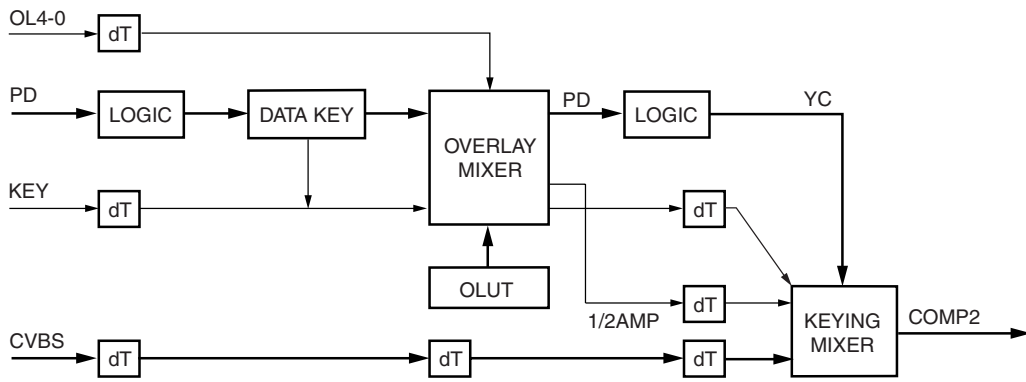 OL4-0
dT
PD
LOGIC
DATA KEY
OVERLAY
MIXER
PD
LOGIC
YC
KEY
dT
dT
OLUT
1/2AMP
dT
KEYING
MIXER
COMP2
CVBS
dT
dT
dT